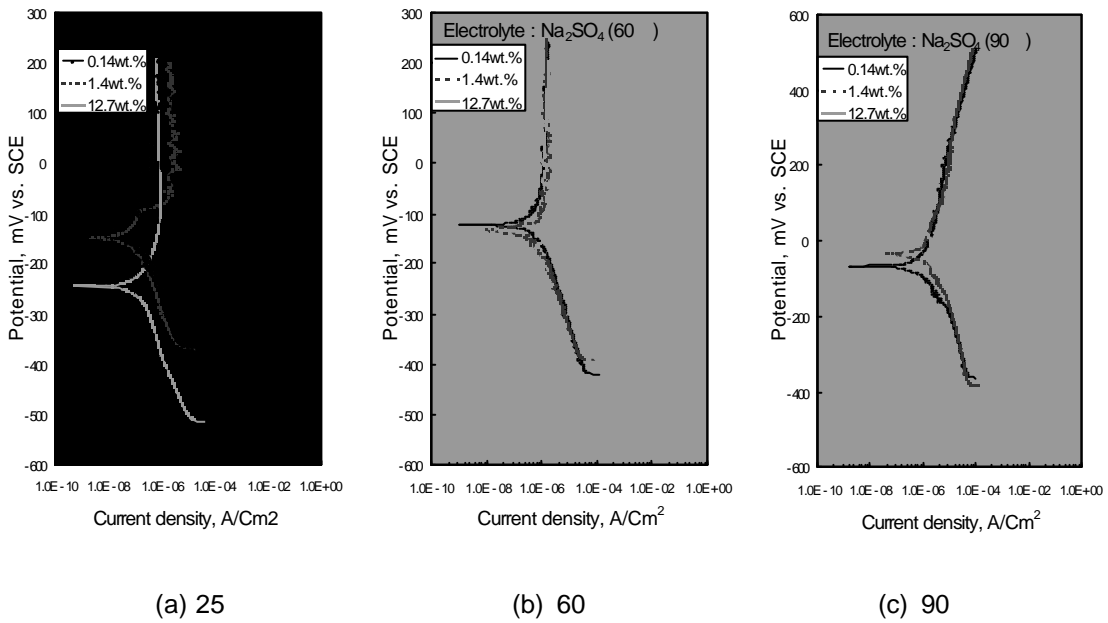 300
200
100
0
-100
-200
-300
-400
-500
-600
Potential, mV vs. SCE
0.14wt.%
1.4wt.%
12.7wt.%
1.0E-10 1.0E-08 1.0E-06 1.0E-04 1.0E-02 1.0E+00
Current density, A/Cm2
(a) 25
300
200
100
0
-100
-200
-300
-400
-500
-600
Potential, mV vs. SCE
Electrolyte : Na₂SO₄ (60 )
0.14wt.%
1.4wt.%
12.7wt.%
1.0E-10 1.0E-08 1.0E-06 1.0E-04 1.0E-02 1.0E+00
Current density, A/Cm²
(b) 60
600
400
200
0
-200
-400
-600
Potential, mV vs. SCE
Electrolyte : Na₂SO₄ (90 )
0.14wt.%
1.4wt.%
12.7wt.%
1.0E-10 1.0E-08 1.0E-06 1.0E-04 1.0E-02 1.0E+00
Current density, A/Cm²
(c) 90